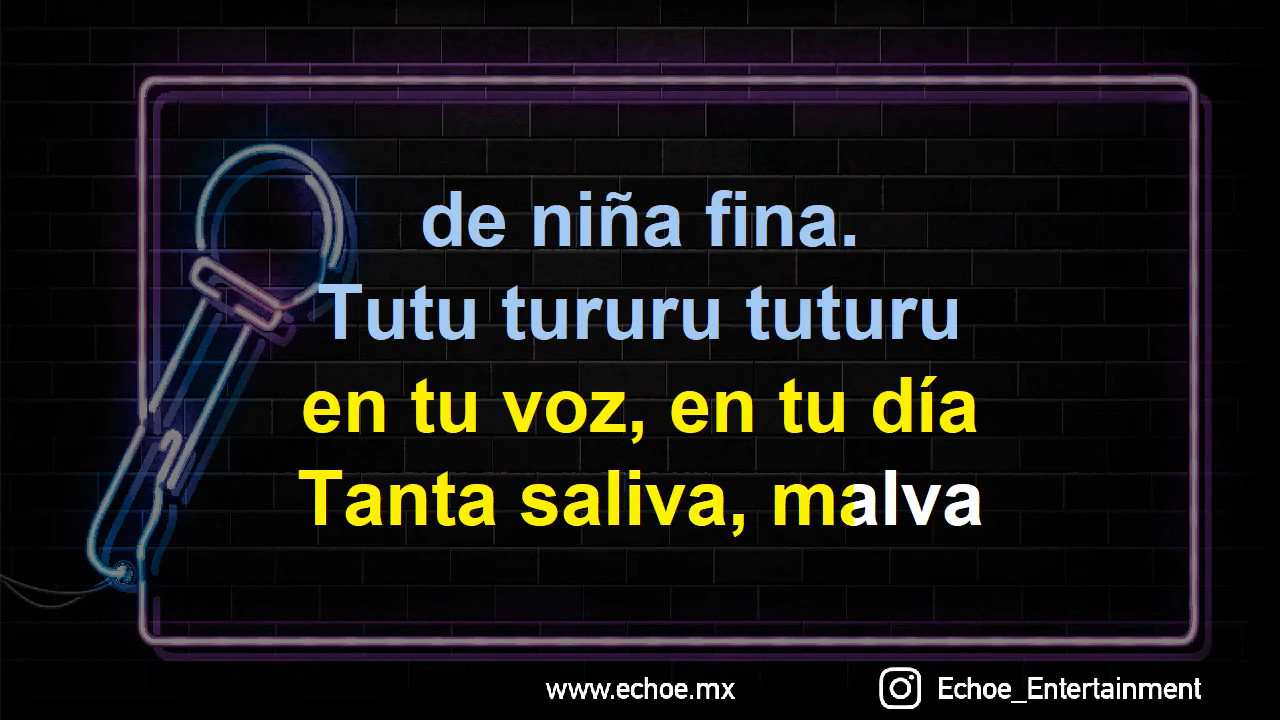 de niña fina.
Tutu tururu tuturu
en tu voz, en tu día
Tanta saliva, malva
www.echoe.mx
Echoe_Entertainment